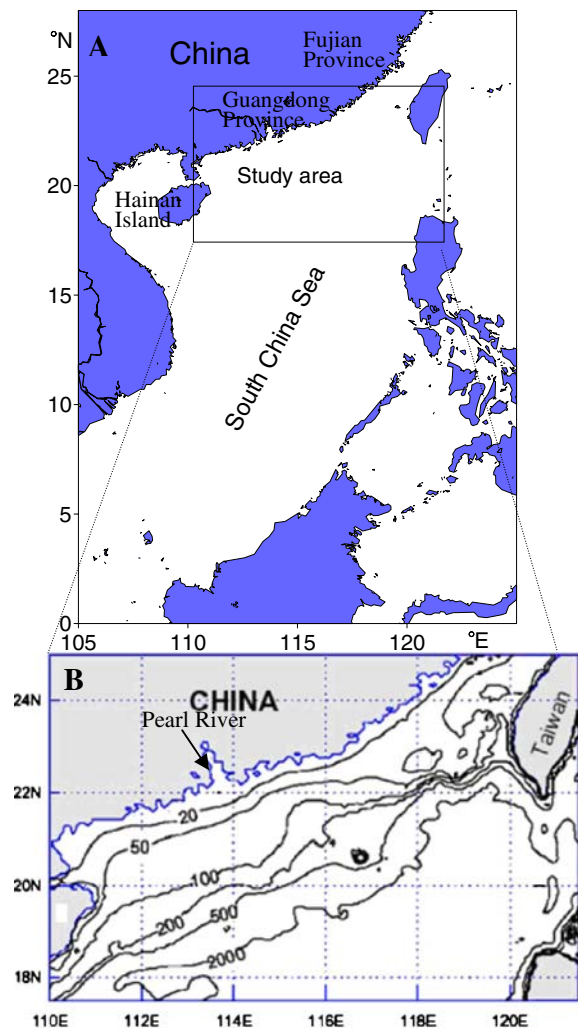 °N
25
20
15
10
5
0
A
China
Fujian
Province
Guangdong
Province
Study area
Hainan
Island
South China Sea
105
110
115
120
°E
B
CHINA
Pearl River
Taiwan
24N
22N
20N
18N
20
50
100
200
500
2000
110E
112E
114E
116E
118E
120E